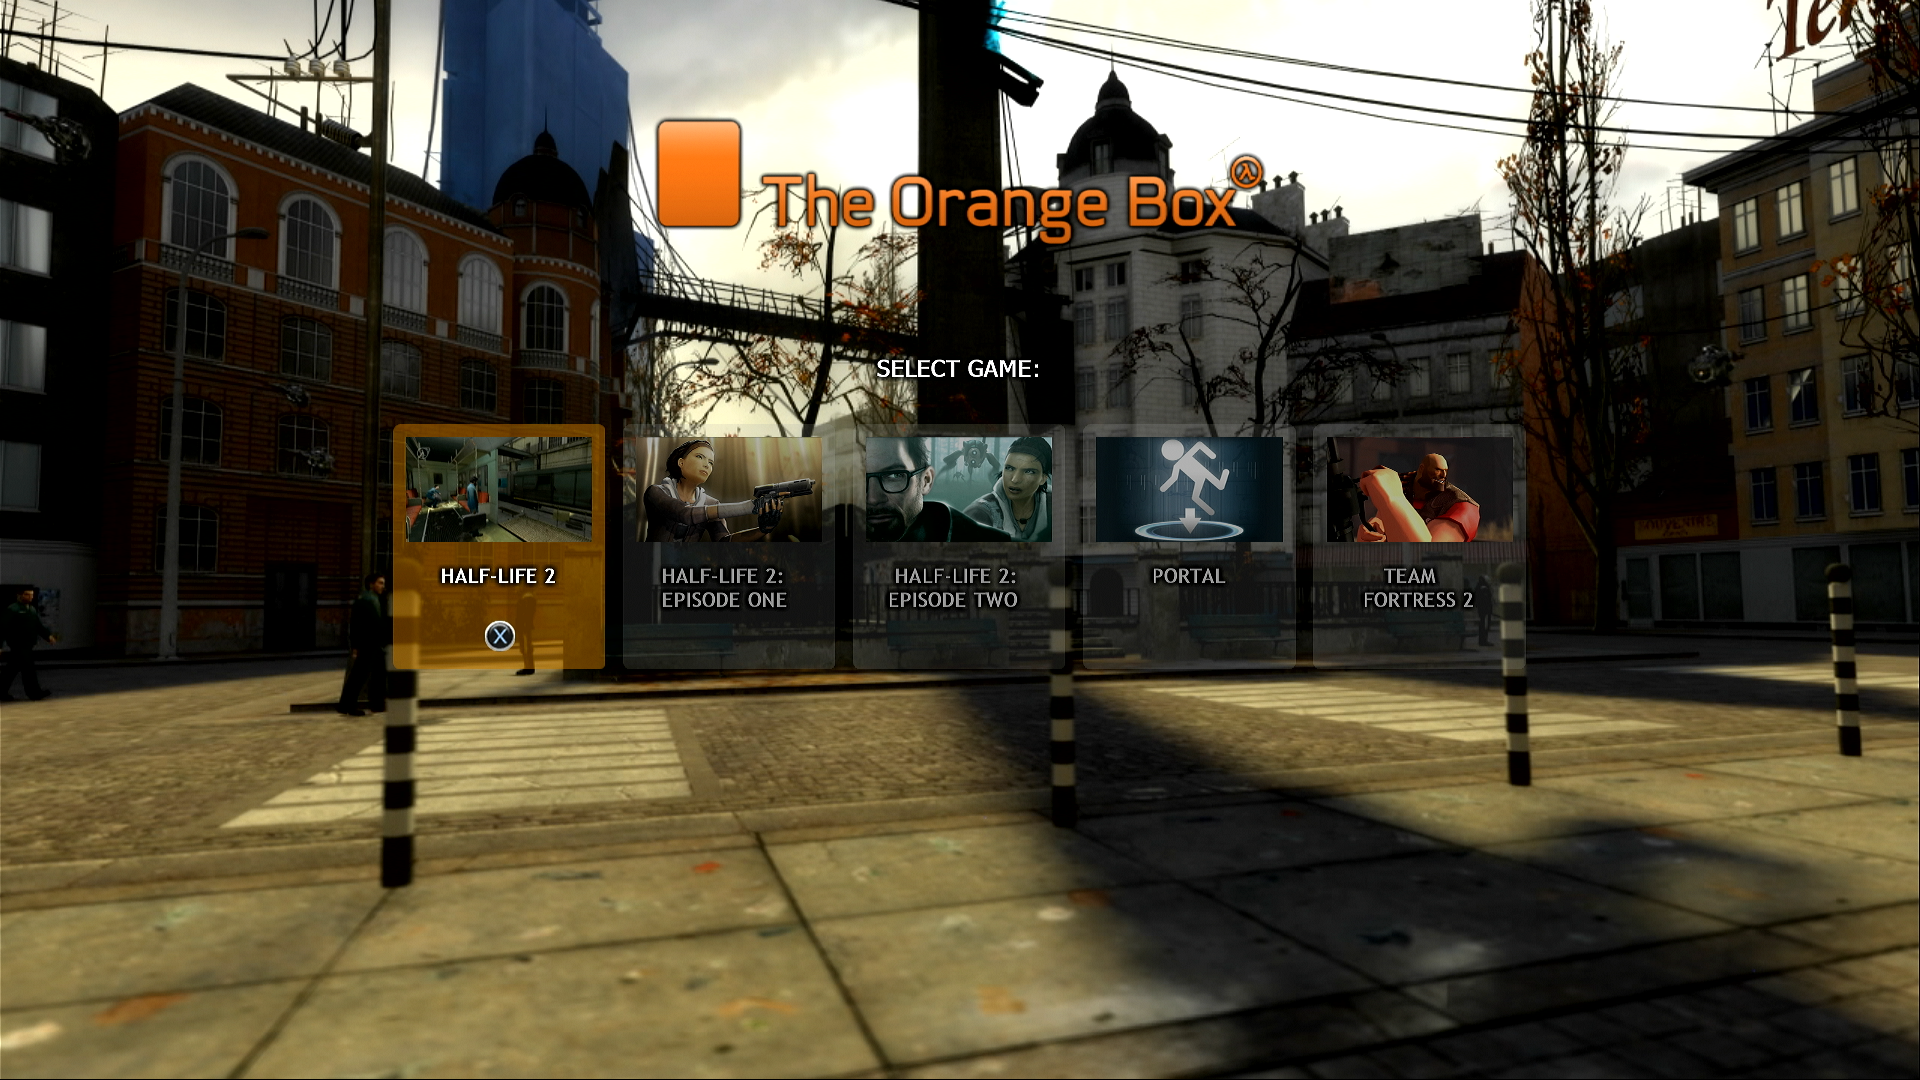 The Orange Box
SELECT GAME:
HALF-LIFE 2
X
HALF-LIFE 2:
EPISODE ONE
HALF-LIFE 2:
EPISODE TWO
PORTAL
TEAM
FORTRESS 2
SOUVENIRS